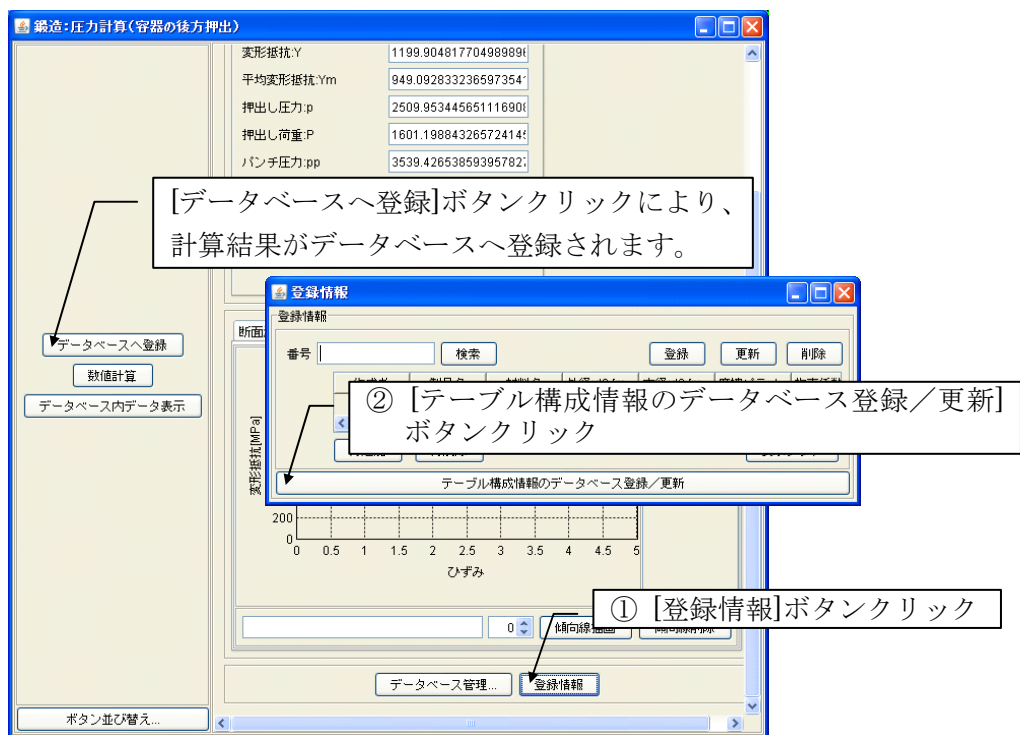 鍛造:圧力計算(容器の後方押出)
変形抵抗:Y 1199.904817704989896
平均変形抵抗:Ym 949.092833236597354
押出し圧力:p 2509.953445651116908
押出し荷重:P 1601.19884326572414
パンチ圧力:pp 3539.42653859395782
[データベースへ登録]ボタンクリックにより、
計算結果がデータベースへ登録されます。
登録情報
登録情報
番号 検索 登録 更新 削除
データベースへ登録
数値計算
データベース内データ表示
② [テーブル構成情報のデータベース登録/更新]
ボタンクリック
テーブル構成情報のデータベース登録/更新
変形抵抗[MPa]
200
0
0 0.5 1 1.5 2 2.5 3 3.5 4 4.5 5
ひずみ
① [登録情報]ボタンクリック
0
データベース管理... 登録情報
ボタン並び替え...